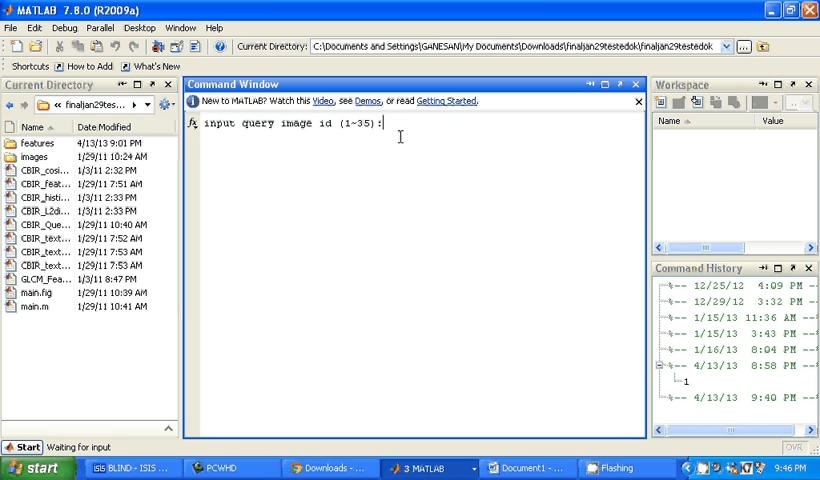 MATLAB 7.8.0 (R2009a)
File Edit Debug Parallel Desktop Window Help
Current Directory: C:\Documents and Settings\GANESAN\My Documents\Downloads\finaljan29testedok\finaljan29testedok
Shortcuts How to Add What's New
Current Directory
finaljan29tes...
Name Date Modified
features 4/13/13 9:01 PM
images 1/29/11 10:24 AM
CBIR_cosi... 1/3/11 2:32 PM
CBIR_feat... 1/29/11 7:51 AM
CBIR_histi... 1/3/11 2:33 PM
CBIR_L2di... 1/3/11 2:33 PM
CBIR_Que... 1/29/11 10:40 AM
CBIR_text... 1/29/11 7:52 AM
CBIR_text... 1/29/11 7:53 AM
CBIR_text... 1/29/11 7:53 AM
GLCM_Fea... 1/3/11 8:47 PM
main.fig 1/29/11 10:39 AM
main.m 1/29/11 10:41 AM
Command Window
New to MATLAB? Watch this Video, see Demos, or read Getting Started.
fx input query image id (1~35):
Workspace
Name Value
Command History
%-- 12/25/12 4:09 PM --%
%-- 12/29/12 3:32 PM --%
%-- 1/15/13 11:36 AM --%
%-- 1/15/13 3:43 PM --%
%-- 1/16/13 8:04 PM --%
%-- 4/13/13 8:58 PM --%
1
%-- 4/13/13 9:40 PM --%
Start Waiting for input OVR
start ISIS BLIND - ISIS ... PCWHD Downloads - ... 3 MATLAB Document1 - ... Flashing 9:46 PM